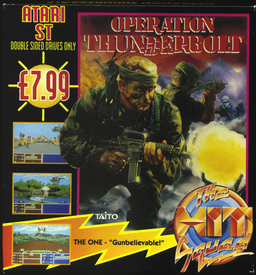 ATARI
ST
DOUBLE SIDED DRIVES ONLY
£7.99
OPERATION
THUNDERBOLT
TAITO
THE ONE - "Gunbelievable!"
The
HIT
Squad